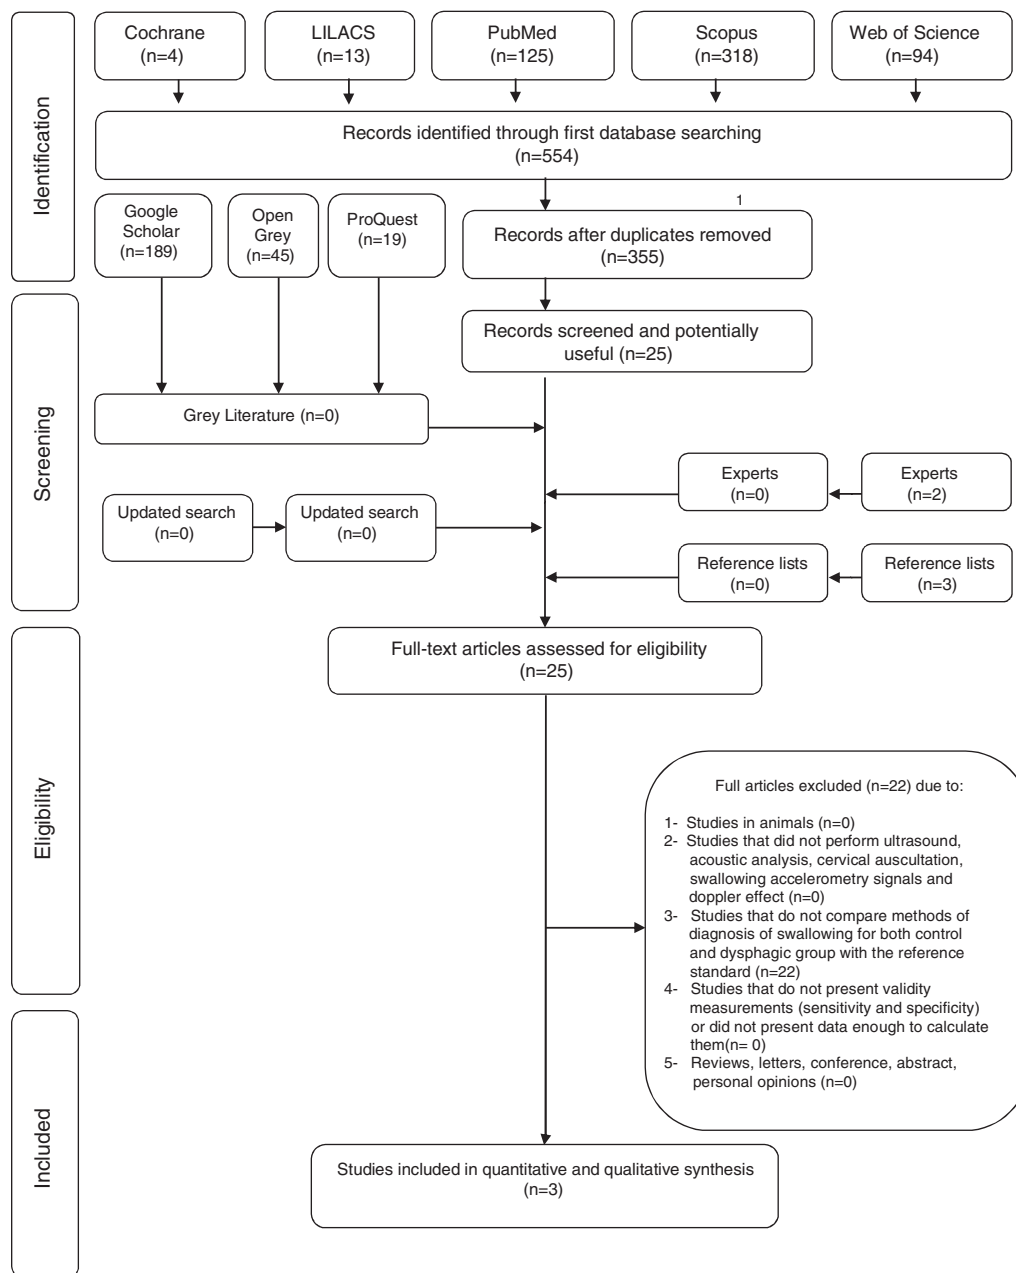 Identification
Cochrane
(n=4)
LILACS
(n=13)
PubMed
(n=125)
Scopus
(n=318)
Web of Science
(n=94)
Records identified through first database searching
(n=554)
Google
Scholar
(n=189)
Open
Grey
(n=45)
ProQuest
(n=19)
1
Records after duplicates removed
(n=355)
Screening
Records screened and potentially
useful (n=25)
Grey Literature (n=0)
Experts
(n=0)
Experts
(n=2)
Updated search
(n=0)
Updated search
(n=0)
Reference lists
(n=0)
Reference lists
(n=3)
Eligibility
Full-text articles assessed for eligibility
(n=25)
Full articles excluded (n=22) due to:
1- Studies in animals (n=0)
2- Studies that did not perform ultrasound,
acoustic analysis, cervical auscultation,
swallowing accelerometry signals and
doppler effect (n=0)
3- Studies that do not compare methods of
diagnosis of swallowing for both control
and dysphagic group with the reference
standard (n=22)
4- Studies that do not present validity
measurements (sensitivity and specificity)
or did not present data enough to calculate
them(n= 0)
5- Reviews, letters, conference, abstract,
personal opinions (n=0)
Included
Studies included in quantitative and qualitative synthesis
(n=3)